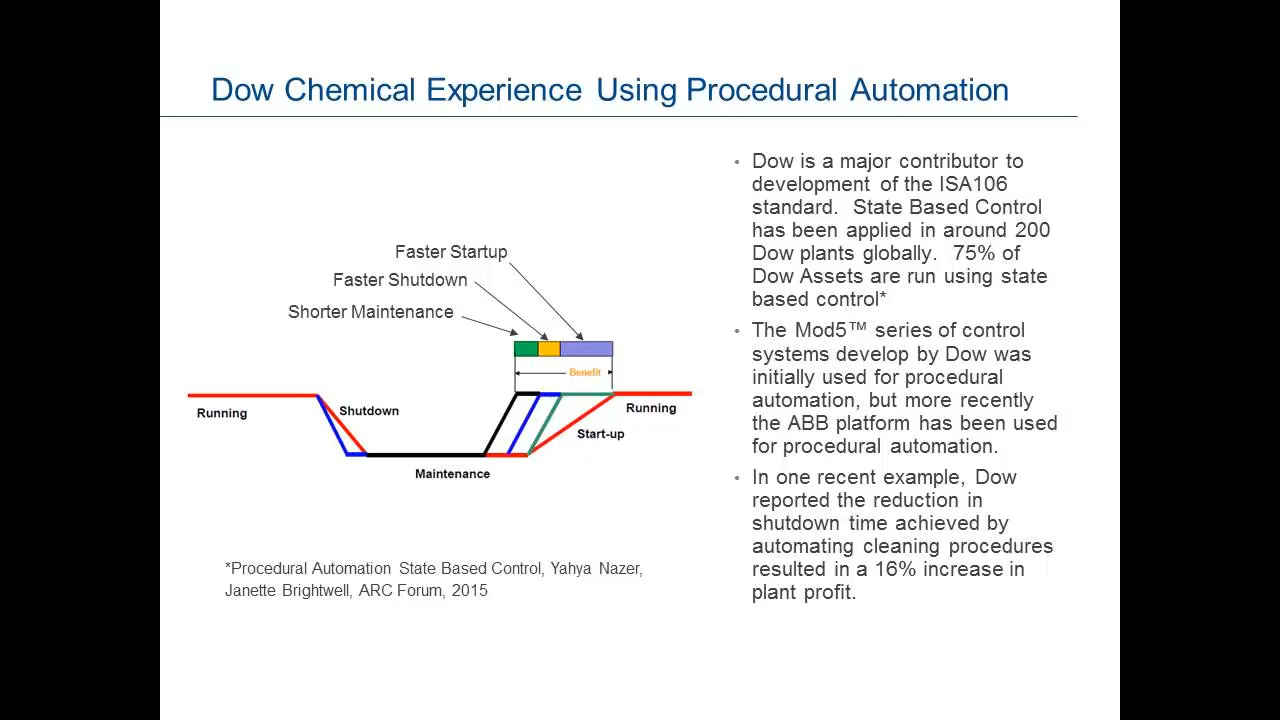 Dow Chemical Experience Using Procedural Automation
Faster Startup
Faster Shutdown
Shorter Maintenance
Benefit
Running
Shutdown
Running
Start-up
Maintenance
*Procedural Automation State Based Control, Yahya Nazer,
Janette Brightwell, ARC Forum, 2015
• Dow is a major contributor to
development of the ISA106
standard. State Based Control
has been applied in around 200
Dow plants globally. 75% of
Dow Assets are run using state
based control*
• The Mod5™ series of control
systems develop by Dow was
initially used for procedural
automation, but more recently
the ABB platform has been used
for procedural automation.
• In one recent example, Dow
reported the reduction in
shutdown time achieved by
automating cleaning procedures
resulted in a 16% increase in
plant profit.